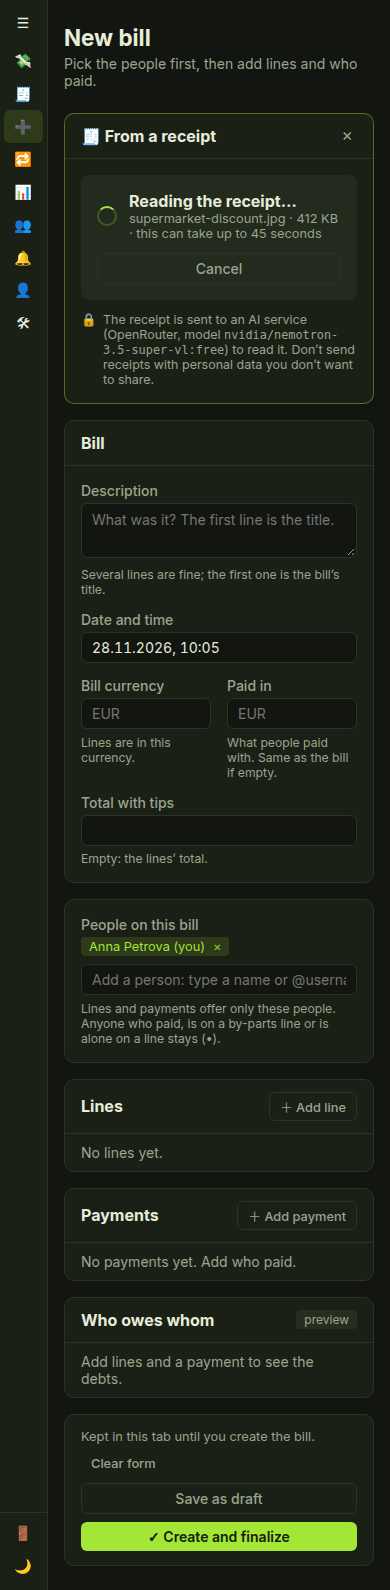 New bill
Pick the people first, then add lines and who
paid.
🧾 From a receipt ×
Reading the receipt…
supermarket-discount.jpg · 412 KB
· this can take up to 45 seconds
Cancel
🔒 The receipt is sent to an AI service
(OpenRouter, model nvidia/nemotron-
3.5-super-vl:free) to read it. Don’t send
receipts with personal data you don’t want
to share.
Bill
Description
What was it? The first line is the title.
Several lines are fine; the first one is the bill’s
title.
Date and time
28.11.2026, 10:05
Bill currency Paid in
EUR EUR
Lines are in this What people paid
currency. with. Same as the bill
if empty.
Total with tips
Empty: the lines’ total.
People on this bill
Anna Petrova (you) ×
Add a person: type a name or @userna
Lines and payments offer only these people.
Anyone who paid, is on a by-parts line or is
alone on a line stays (•).
Lines + Add line
No lines yet.
Payments + Add payment
No payments yet. Add who paid.
Who owes whom preview
Add lines and a payment to see the
debts.
Kept in this tab until you create the bill.
Clear form
Save as draft
✓ Create and finalize